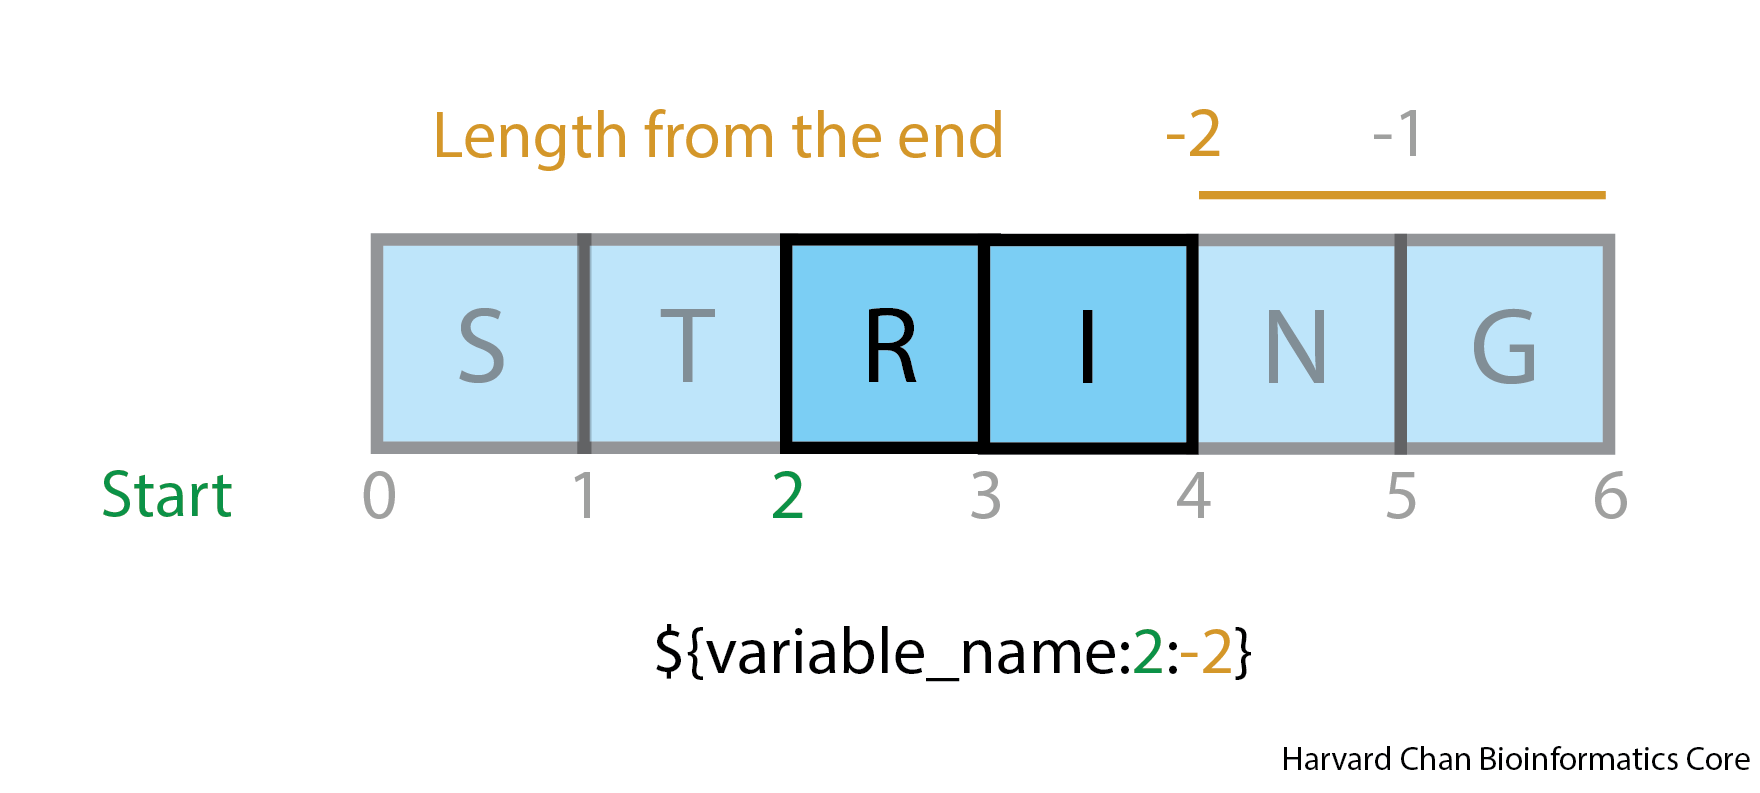 Length from the end -2 -1
S T R I N G
Start 0 1 2 3 4 5 6
${variable_name:2:-2}
Harvard Chan Bioinformatics Core